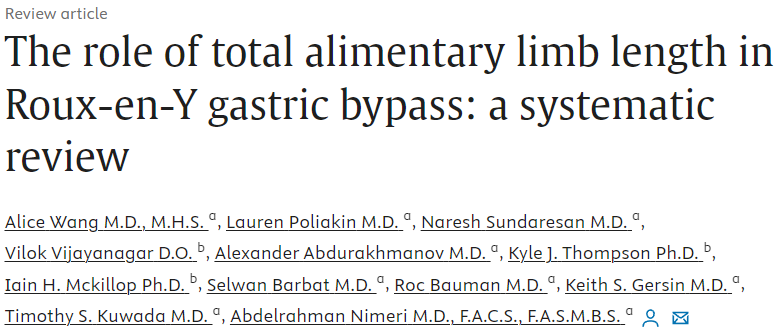 Review article
The role of total alimentary limb length in
Roux-en-Y gastric bypass: a systematic
review
Alice Wang M.D., M.H.S. a, Lauren Poliakin M.D. a, Naresh Sundaresan M.D. a,
Vilok Vijayanagar D.O. b, Alexander Abdurakhmanov M.D. a, Kyle J. Thompson Ph.D. b,
Iain H. Mckillop Ph.D. b, Selwan Barbat M.D. a, Roc Bauman M.D. a, Keith S. Gersin M.D. a,
Timothy S. Kuwada M.D. a, Abdelrahman Nimeri M.D., F.A.C.S., F.A.S.M.B.S. a